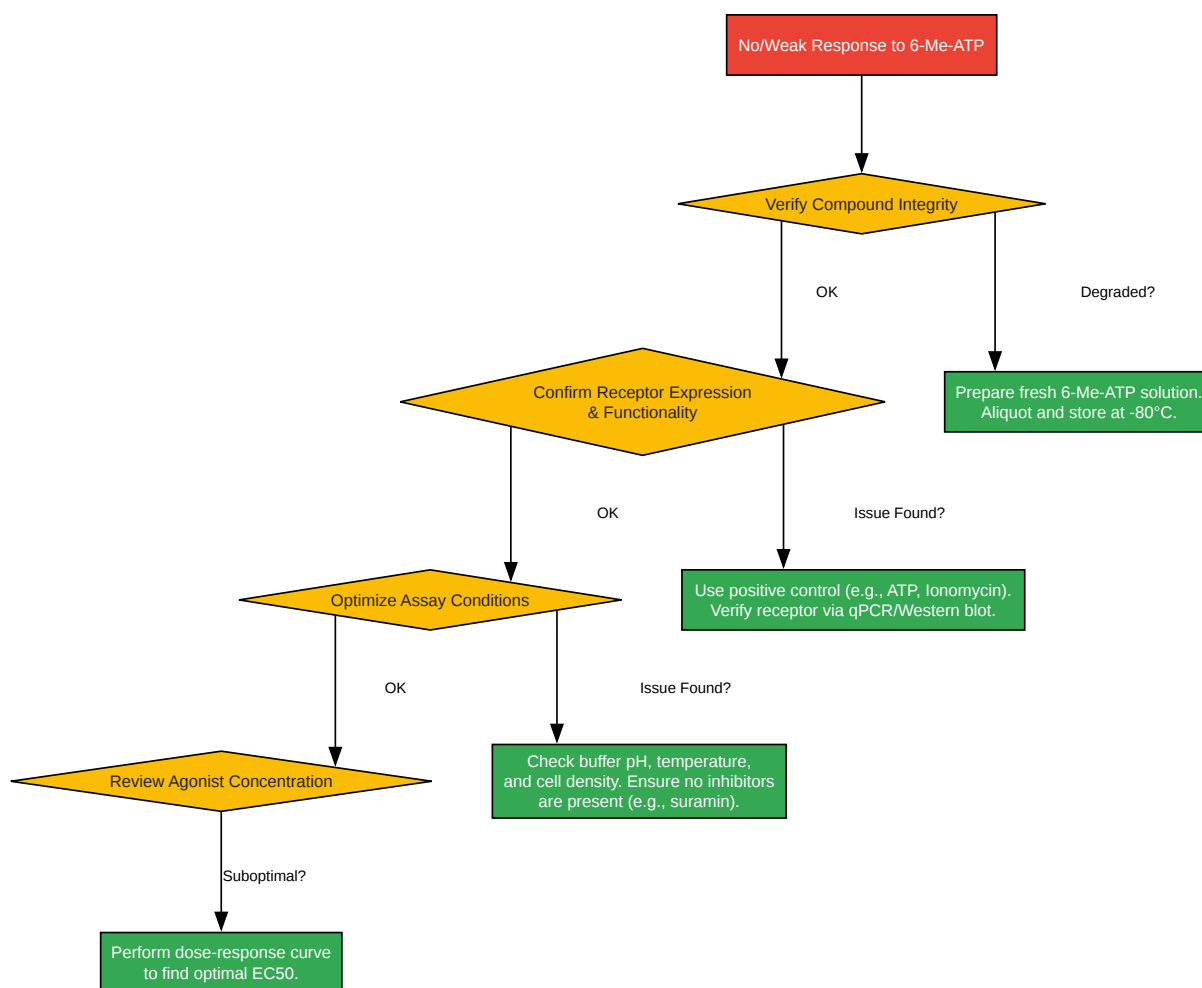 No/Weak Response to 6-Me-ATP
Verify Compound Integrity
OK
Degraded?
Confirm Receptor Expression
& Functionality
Prepare fresh 6-Me-ATP solution.
Aliquot and store at -80°C.
OK
Issue Found?
Optimize Assay Conditions
Use positive control (e.g., ATP, Ionomycin).
Verify receptor via qPCR/Western blot.
OK
Issue Found?
Review Agonist Concentration
Check buffer pH, temperature,
and cell density. Ensure no inhibitors
are present (e.g., suramin).
Suboptimal?
Perform dose-response curve
to find optimal EC50.